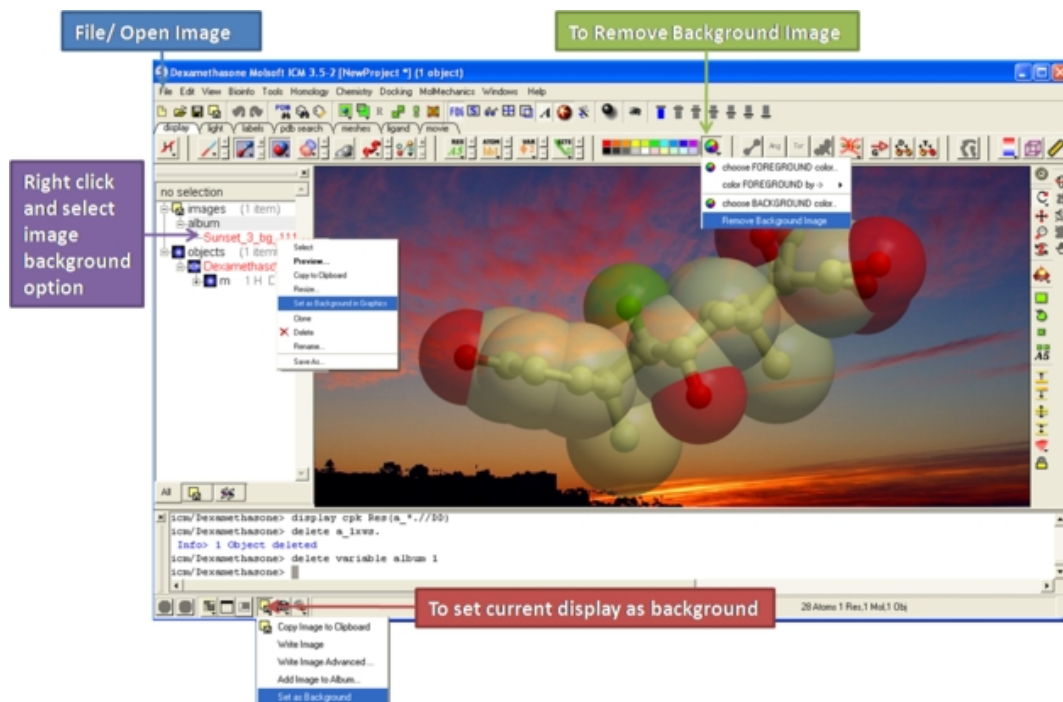 File/ Open Image
To Remove Background Image
Dexamethasone Molsoft ICM 3.5-2 [NewProject *] (1 object)
File Edit View Bioinfo Tools Homology Chemistry Docking MolMechanics Windows Help
display light labels pdb search meshes ligand movie
Right click
and select
image
background
option
no selection
images (1 item)
album
Sunset_3_bg_111
objects (1 item
Dexamethaso
m 1 H D
Select
Preview...
Copy to Clipboard
Resize...
Set as Background in Graphics
Clone
Delete
Rename...
Save As...
choose FOREGROUND color..
color FOREGROUND by ->
choose BACKGROUND color..
Remove Background Image
All
icm/Dexamethasone> display cpk Res(a_*.//DD)
icm/Dexamethasone> delete a_1xws.
Info> 1 Object deleted
icm/Dexamethasone> delete variable album 1
icm/Dexamethasone>
To set current display as background
28 Atoms 1 Res,1 Mol,1 Obj
Copy Image to Clipboard
Write Image
Write Image Advanced ...
Add Image to Album...
Set as Background